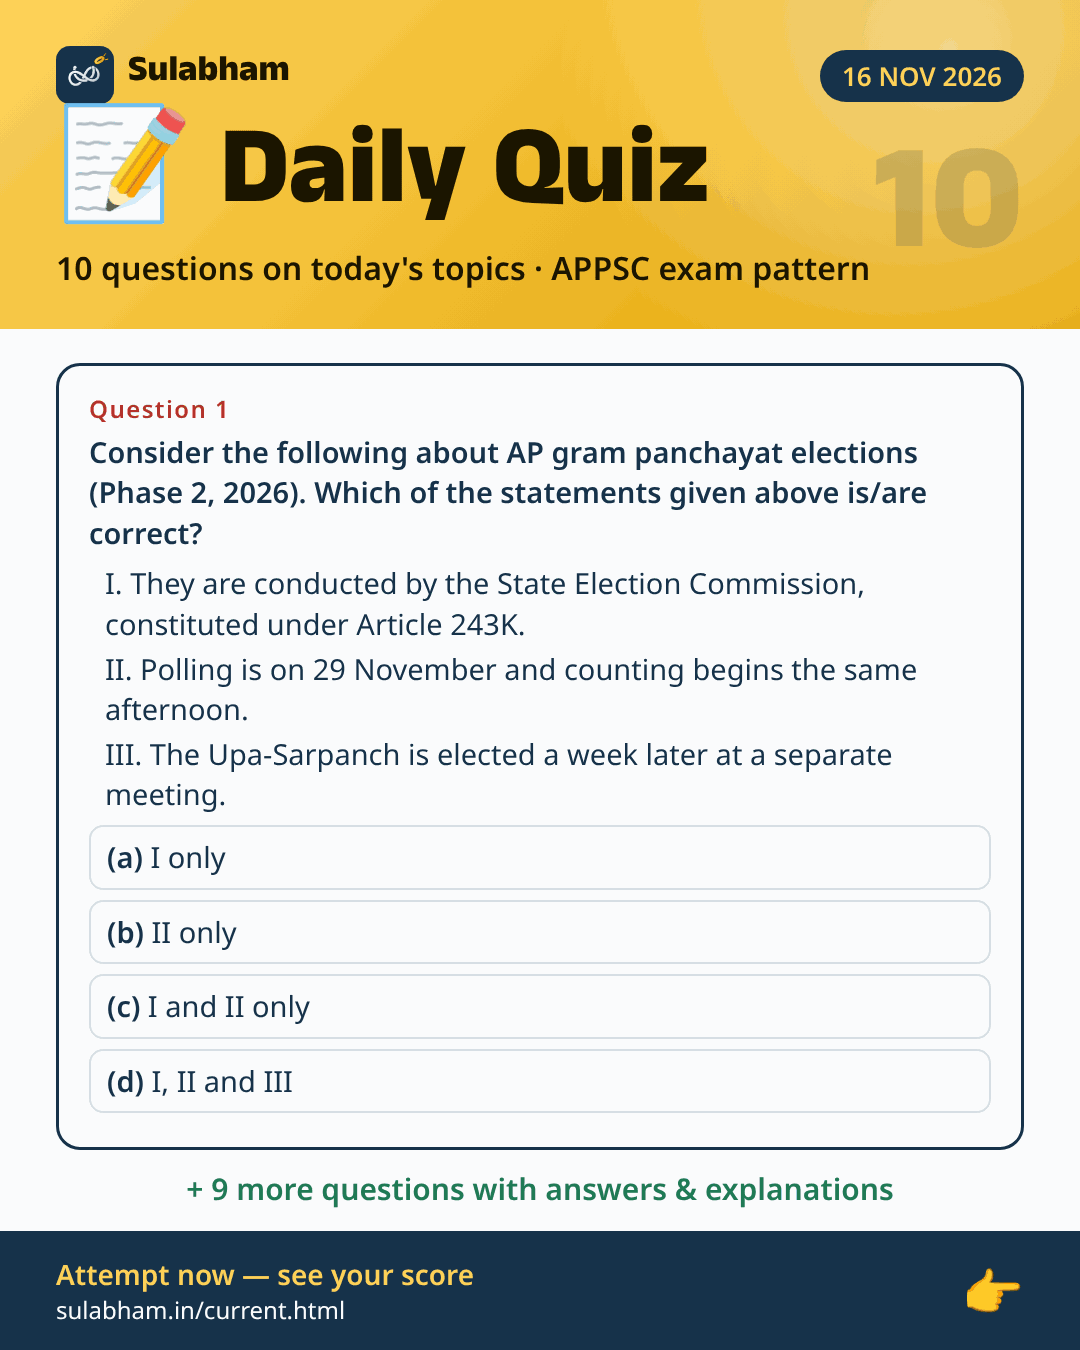 Sulabham
16 NOV 2026
Daily Quiz
10
10 questions on today's topics · APPSC exam pattern
Question 1
Consider the following about AP gram panchayat elections
(Phase 2, 2026). Which of the statements given above is/are
correct?
I. They are conducted by the State Election Commission,
constituted under Article 243K.
II. Polling is on 29 November and counting begins the same
afternoon.
III. The Upa-Sarpanch is elected a week later at a separate
meeting.
(a) I only
(b) II only
(c) I and II only
(d) I, II and III
+ 9 more questions with answers & explanations
Attempt now — see your score
sulabham.in/current.html